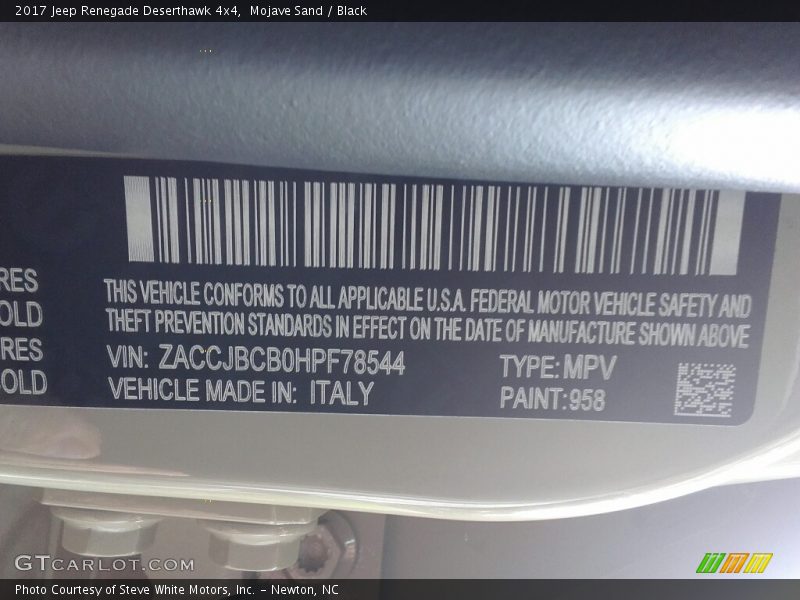 2017 Jeep Renegade Deserthawk 4x4,  Mojave Sand / Black
RES
OLD
RES
OLD
THIS VEHICLE CONFORMS TO ALL APPLICABLE U.S.A. FEDERAL MOTOR VEHICLE SAFETY AND
THEFT PREVENTION STANDARDS IN EFFECT ON THE DATE OF MANUFACTURE SHOWN ABOVE
VIN: ZACCJBCB0HPF78544 TYPE: MPV
VEHICLE MADE IN: ITALY PAINT: 958
GTCARLOT.COM
Photo Courtesy of Steve White Motors, Inc. – Newton, NC